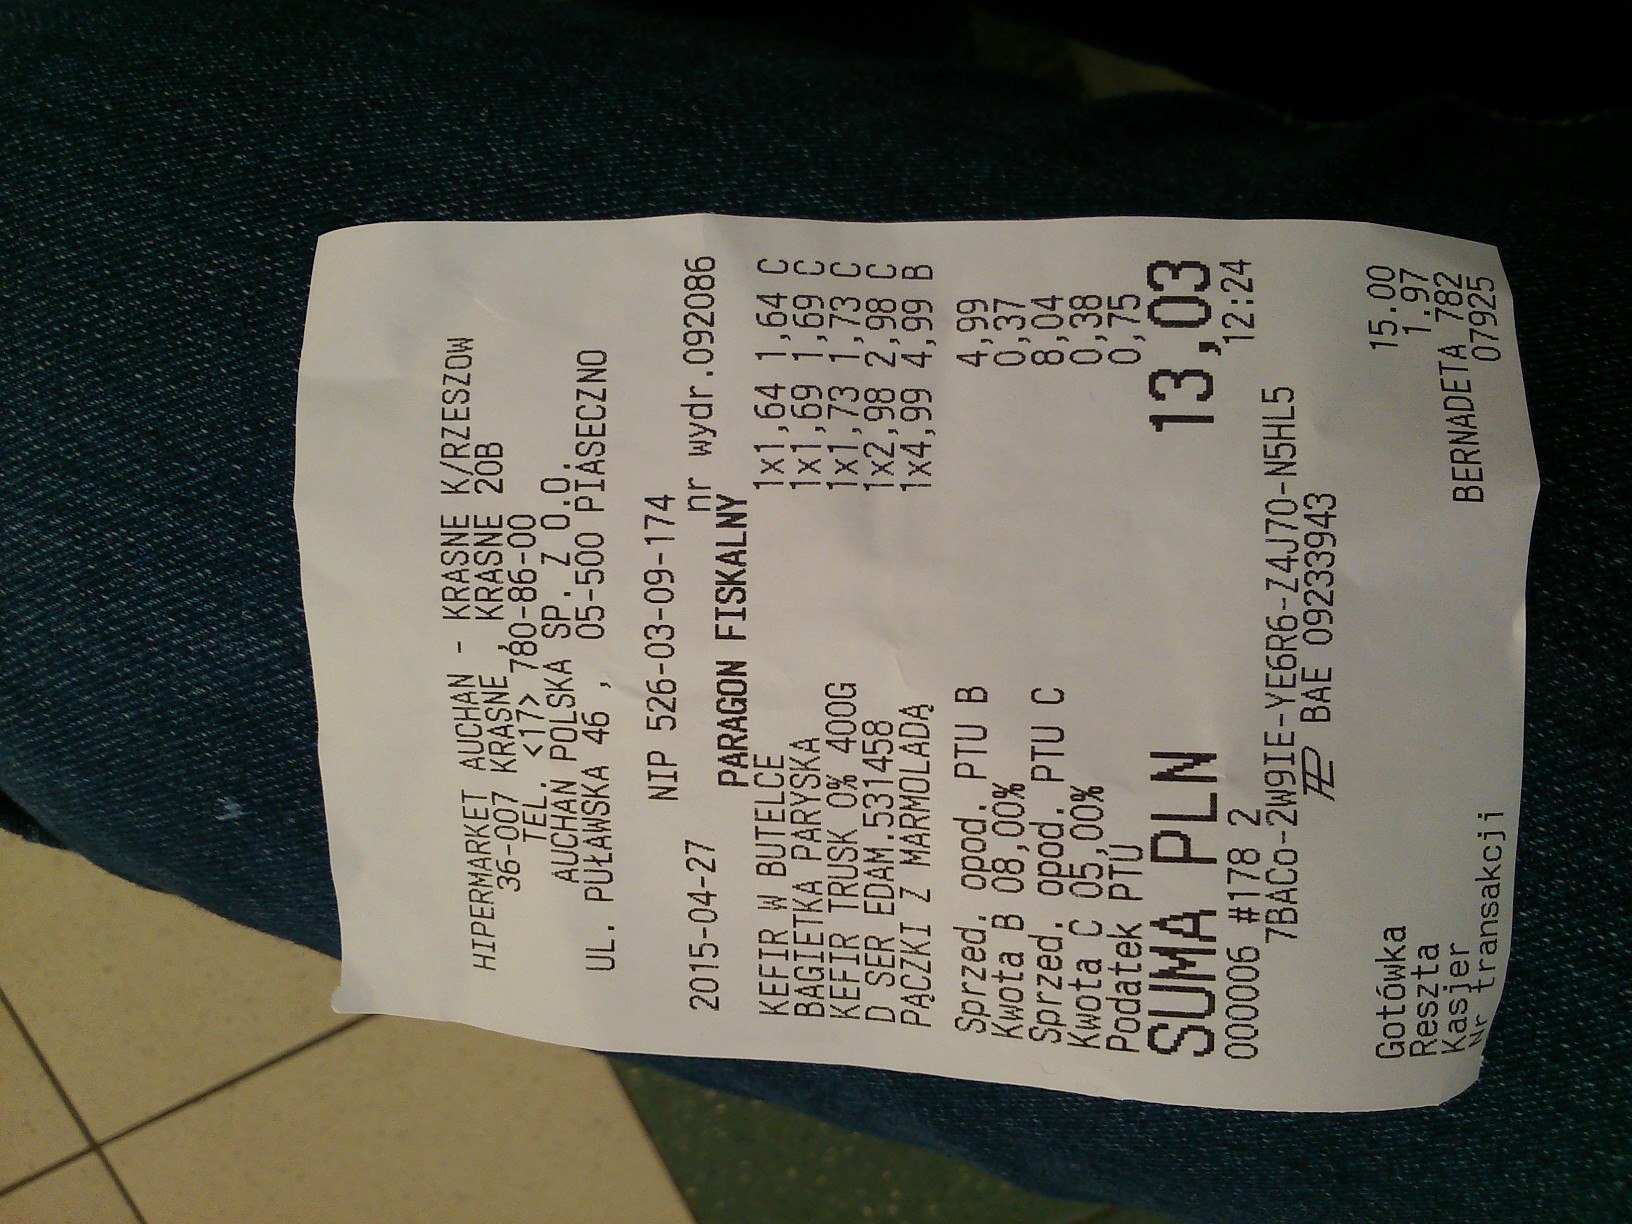 HIPERMARKET AUCHAN - KRASNE K/RZESZOW
36-007 KRASNE , KRASNE 20B
TEL. <17> 780-86-00
AUCHAN POLSKA SP. Z O.O.
UL. PUŁAWSKA 46 , 05-500 PIASECZNO
NIP 526-03-09-174
2015-04-27 nr wydr.092086
PARAGON FISKALNY
KEFIR W BUTELCE 1x1,64 1,64 C
BAGIETKA PARYSKA 1x1,69 1,69 C
KEFIR TRUSK 0% 400G 1x1,73 1,73 C
D SER EDAM.531458 1x2,98 2,98 C
PĄCZKI Z MARMOLADĄ 1x4,99 4,99 B
Sprzed. opod. PTU B 4,99
Kwota B 08,00% 0,37
Sprzed. opod. PTU C 8,04
Kwota C 05,00% 0,38
Podatek PTU 0,75
SUMA PLN 13,03
000006 #178 2 12:24
7BACO-2W9IE-YE6R6-Z4J70-N5HL5
BAE 09233943
Gotówka 15.00
Reszta 1.97
Kasjer BERNADETA 782
Nr transakcji 07925